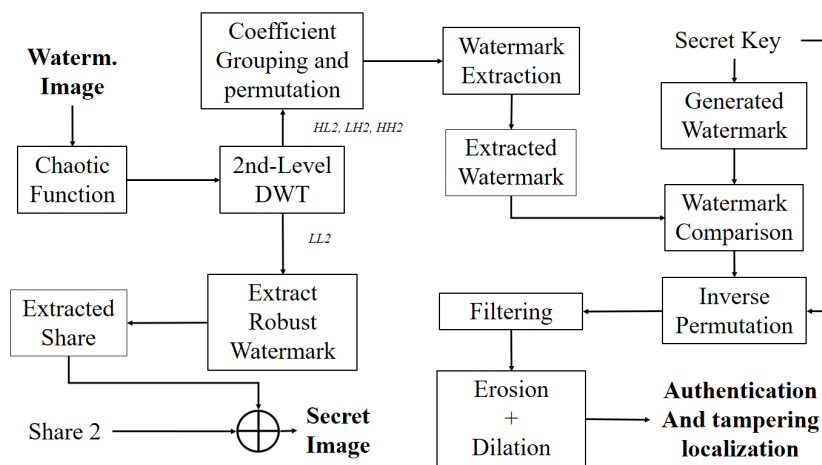 Waterm.
Image
Chaotic
Function
Coefficient
Grouping and
permutation
HL2, LH2, HH2
2nd-Level
DWT
LL2
Extract
Robust
Watermark
Extracted
Share
Share 2
Secret
Image
Watermark
Extraction
Extracted
Watermark
Secret Key
Generated
Watermark
Watermark
Comparison
Inverse
Permutation
Filtering
Erosion
+
Dilation
Authentication
And tampering
localization